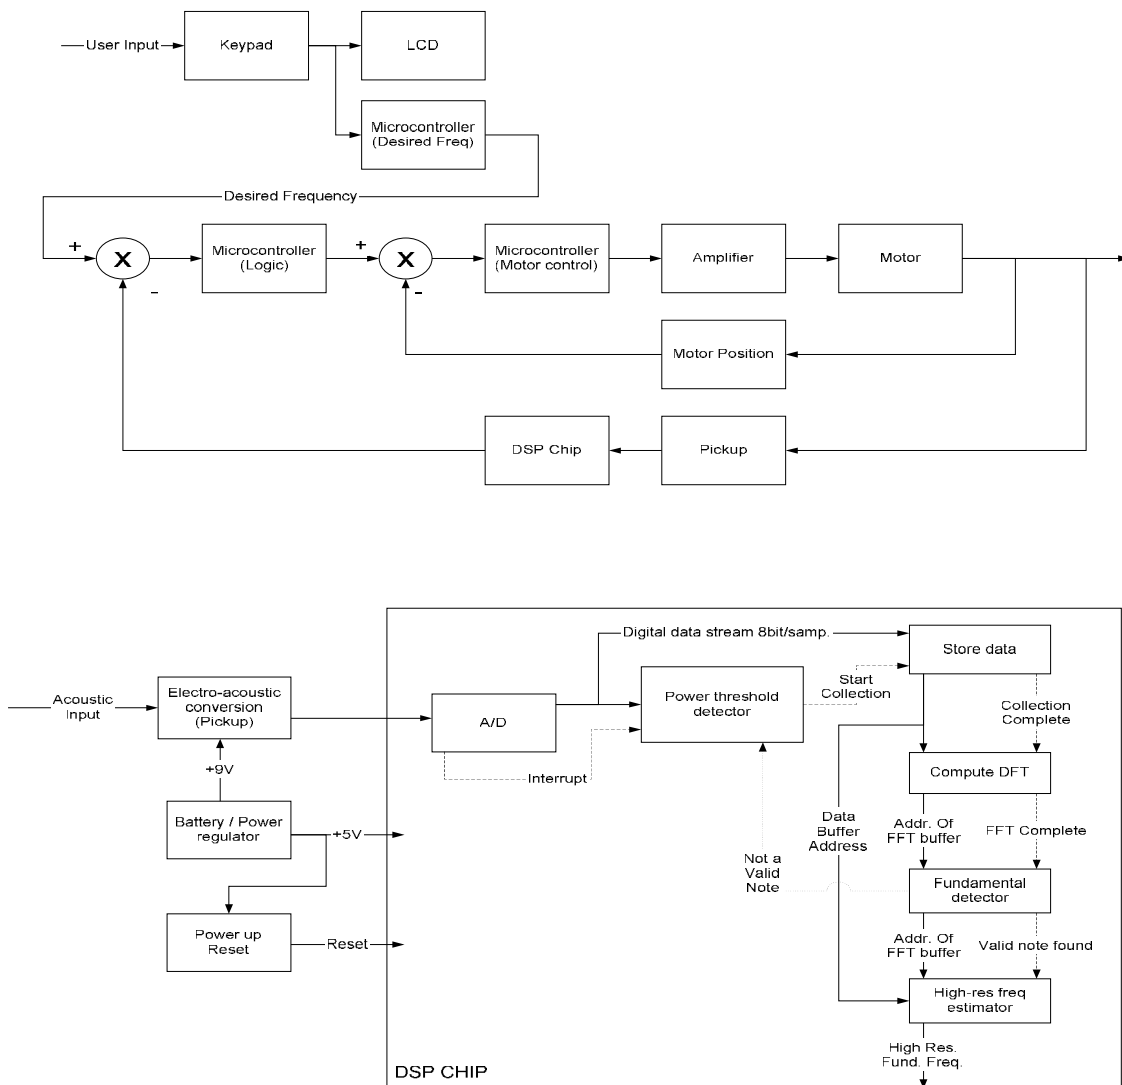 User Input
Keypad
LCD
Microcontroller
(Desired Freq)
Desired Frequency
+
X
-
Microcontroller
(Logic)
+
X
-
Microcontroller
(Motor control)
Amplifier
Motor
Motor Position
DSP Chip
Pickup
Acoustic
Input
Electro-acoustic
conversion
(Pickup)
+9V
Battery / Power
regulator
+5V
Power up
Reset
Reset
A/D
Interrupt
Digital data stream 8bit/samp.
Power threshold
detector
Start
Collection
Store data
Collection
Complete
Compute DFT
Data
Buffer
Address
Addr. Of
FFT buffer
FFT Complete
Not a
Valid
Note
Fundamental
detector
Addr. Of
FFT buffer
Valid note found
High-res freq
estimator
High Res.
Fund. Freq.
DSP CHIP